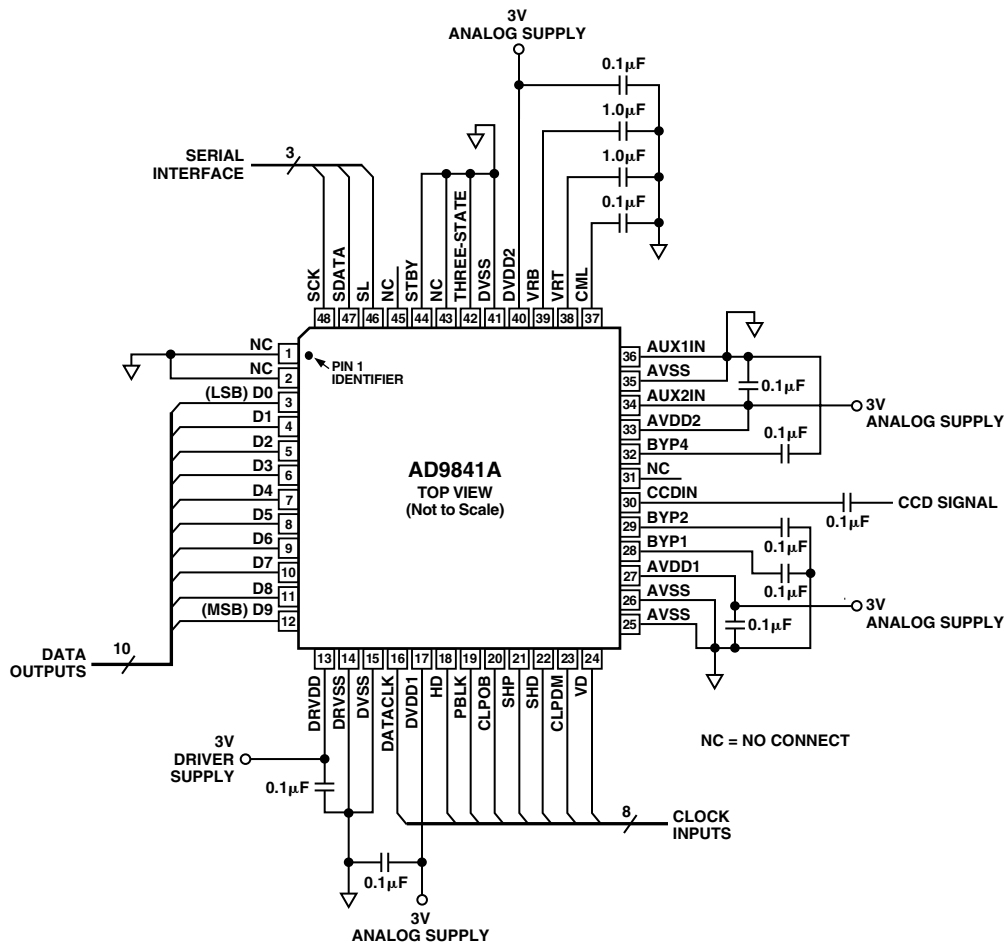 3V
ANALOG SUPPLY
0.1μF
1.0μF
1.0μF
0.1μF
SERIAL
INTERFACE
3
SCK
SDATA
SL
NC
STBY
NC
THREE-STATE
DVSS
DVDD2
VRB
VRT
CML
48
47
46
45
44
43
42
41
40
39
38
37
NC
1
NC
2
(LSB) D0
3
D1
4
D2
5
D3
6
D4
7
D5
8
D6
9
D7
10
D8
11
(MSB) D9
12
DATA
OUTPUTS
10
PIN 1
IDENTIFIER
AD9841A
TOP VIEW
(Not to Scale)
36
AUX1IN
35
AVSS
34
AUX2IN
33
AVDD2
32
BYP4
31
NC
30
CCDIN
29
BYP2
28
BYP1
27
AVDD1
26
AVSS
25
AVSS
0.1μF
3V
ANALOG SUPPLY
0.1μF
CCD SIGNAL
0.1μF
0.1μF
0.1μF
3V
ANALOG SUPPLY
0.1μF
13
14
15
16
17
18
19
20
21
22
23
24
DRVDD
DRVSS
DVSS
DATACLK
DVDD1
HD
PBLK
CLPOB
SHP
SHD
CLPDM
VD
NC = NO CONNECT
3V
DRIVER
SUPPLY
0.1μF
8
CLOCK
INPUTS
0.1μF
3V
ANALOG SUPPLY